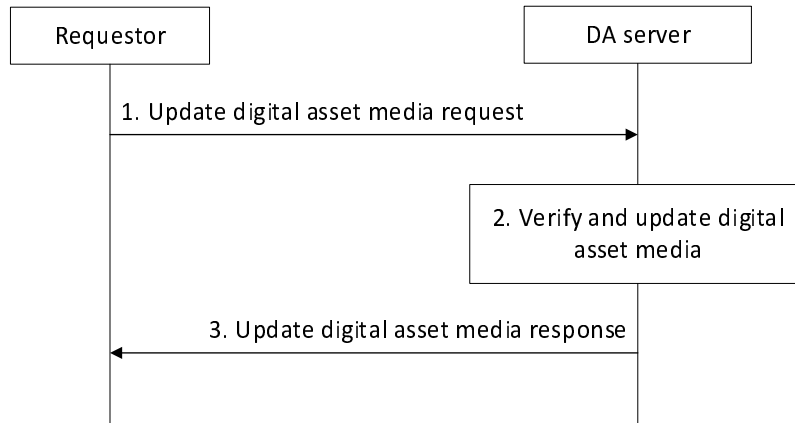 Requestor
DA server
1. Update digital asset media request
2. Verify and update digital
asset media
3. Update digital asset media response